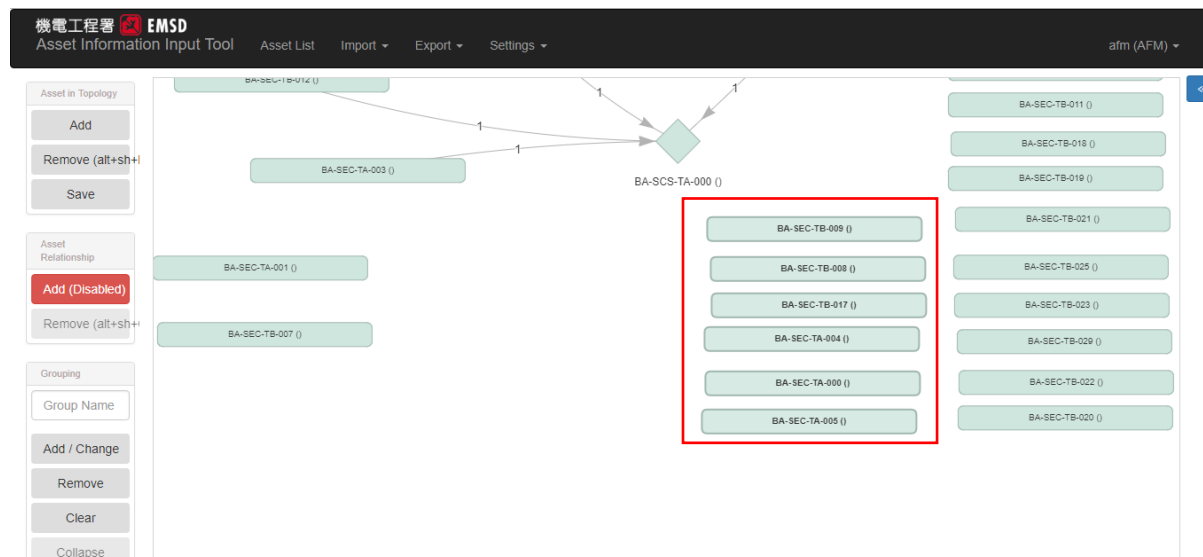 機電工程署 EMSD
Asset Information Input Tool Asset List Import Export Settings afm (AFM)
Asset in Topology
Add
Remove (alt+sh+
Save
Asset
Relationship
Add (Disabled)
Remove (alt+sh+
Grouping
Group Name
Add / Change
Remove
Clear
Collapse
BA-SEC-TB-012 ()
1
1
1
1
BA-SEC-TA-003 ()
BA-SCS-TA-000 ()
BA-SEC-TA-001 ()
BA-SEC-TB-007 ()
BA-SEC-TB-009 ()
BA-SEC-TB-008 ()
BA-SEC-TB-017 ()
BA-SEC-TA-004 ()
BA-SEC-TA-000 ()
BA-SEC-TA-005 ()
BA-SEC-TB-011 ()
BA-SEC-TB-018 ()
BA-SEC-TB-019 ()
BA-SEC-TB-021 ()
BA-SEC-TB-025 ()
BA-SEC-TB-023 ()
BA-SEC-TB-029 ()
BA-SEC-TB-022 ()
BA-SEC-TB-020 ()